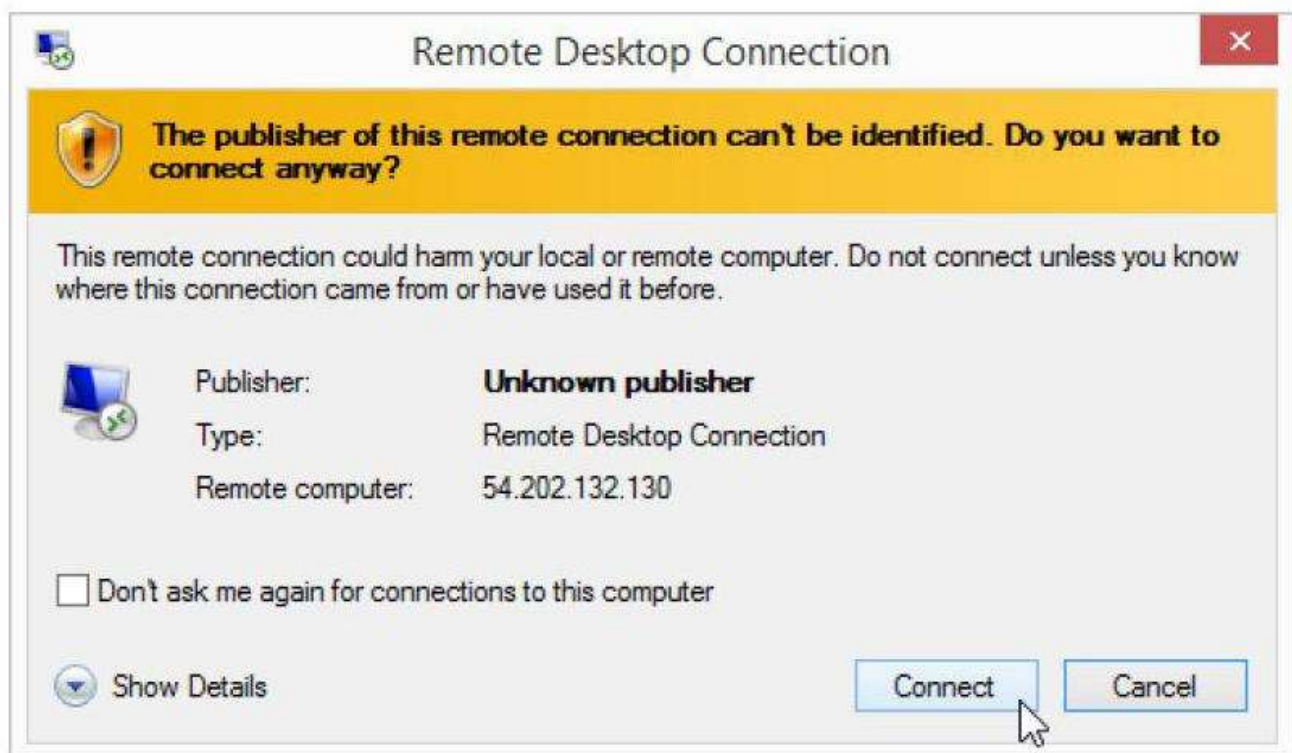 Remote Desktop Connection
The publisher of this remote connection can't be identified. Do you want to
connect anyway?
This remote connection could harm your local or remote computer. Do not connect unless you know
where this connection came from or have used it before.
Publisher: Unknown publisher
Type: Remote Desktop Connection
Remote computer: 54.202.132.130
Don't ask me again for connections to this computer
Show Details Connect Cancel